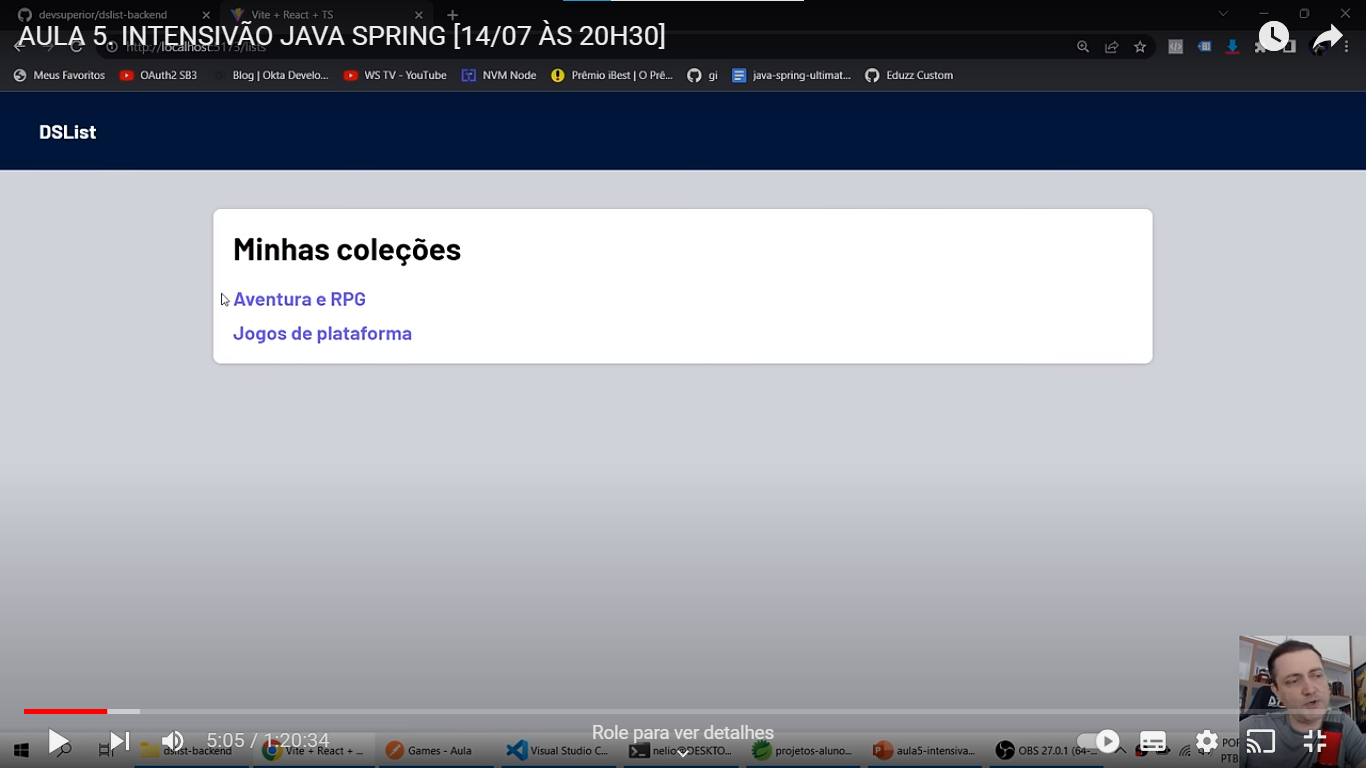 devsuperior/dslist-backend
Vite + React + TS
AULA 5. INTENSIVÃO JAVA SPRING [14/07 ÀS 20H30]
http://localhost:5173/lists
Meus Favoritos
OAuth2 SB3
Blog | Okta Develo...
WS TV - YouTube
NVM Node
Prêmio iBest | O Prê...
gi
java-spring-ultimat...
Eduzz Custom
DSList
Minhas coleções
Aventura e RPG
Jogos de plataforma
Role para ver detalhes
5:05 / 1:20:34
dslist-backend
Vite + React + ...
Games - Aula
Visual Studio C...
nelio@DESKTO...
projetos-aluno...
aula5-intensiva...
OBS 27.0.1 (64-...
POR
PTB